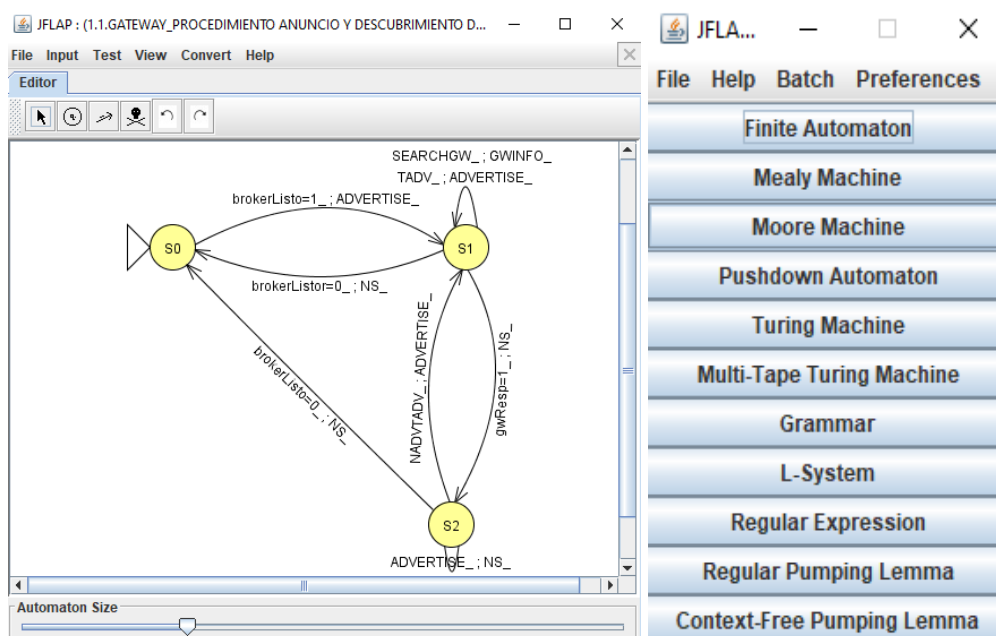 JFLAP : (1.1.GATEWAY_PROCEDIMIENTO ANUNCIO Y DESCUBRIMIENTO D...
File Input Test View Convert Help
Editor
SEARCHGW_ ; GWINFO_
TADV_ ; ADVERTISE_
brokerListo=1_ ; ADVERTISE_
S0
S1
brokerListor=0_ ; NS_
brokerListo=0_ ; NS_
NADVTADV_ ; ADVERTISE_
gwResp=1_ ; NS_
S2
ADVERTISE_ ; NS_
Automaton Size
JFLA...
File Help Batch Preferences
Finite Automaton
Mealy Machine
Moore Machine
Pushdown Automaton
Turing Machine
Multi-Tape Turing Machine
Grammar
L-System
Regular Expression
Regular Pumping Lemma
Context-Free Pumping Lemma